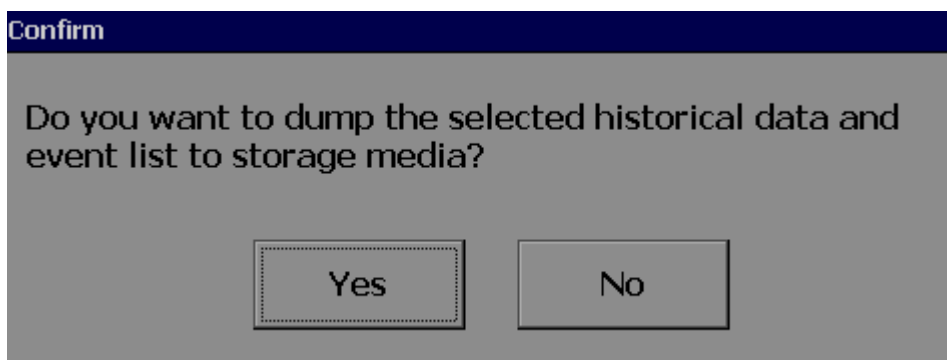 Confirm
Do you want to dump the selected historical data and
event list to storage media?
Yes
No